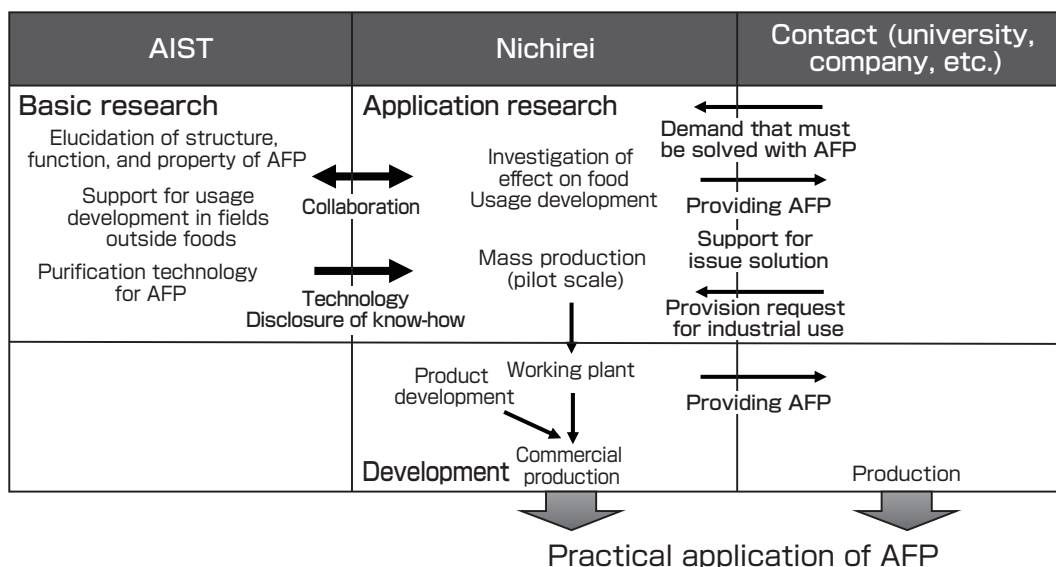 AIST
Nichirei
Contact (university,
company, etc.)
Basic research
Elucidation of structure,
function, and property of AFP
Support for usage
development in fields
outside foods
Purification technology
for AFP
Collaboration
Technology
Disclosure of know-how
Application research
Investigation of
effect on food
Usage development
Mass production
(pilot scale)
Demand that must
be solved with AFP
Providing AFP
Support for
issue solution
Provision request
for industrial use
Product
development
Working plant
Providing AFP
Development
Commercial
production
Production
Practical application of AFP